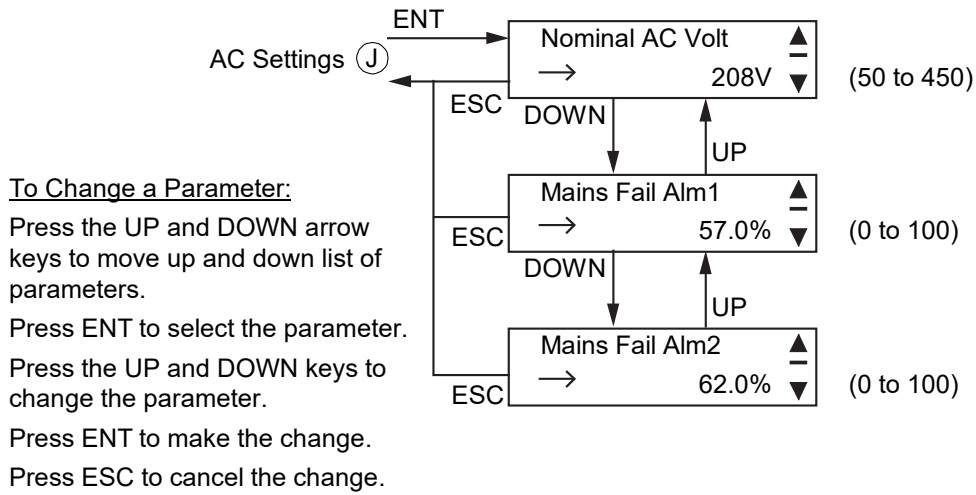 ENT
AC Settings J
Nominal AC Volt
→ 208V
(50 to 450)
ESC
DOWN
UP
To Change a Parameter:
Press the UP and DOWN arrow
keys to move up and down list of
parameters.
Press ENT to select the parameter.
Press the UP and DOWN keys to
change the parameter.
Press ENT to make the change.
Press ESC to cancel the change.
Mains Fail Alm1
→ 57.0%
(0 to 100)
ESC
DOWN
UP
Mains Fail Alm2
→ 62.0%
(0 to 100)
ESC